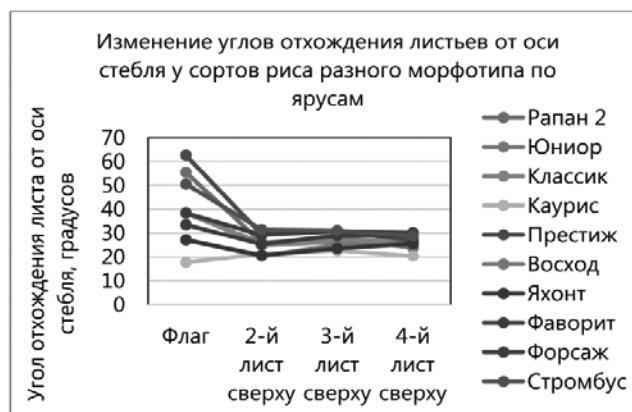 Изменение углов отхождения листьев от оси
стебля у сортов риса разного морфотипа по
ярусам
Угол отхождения листа от оси
стебля, градусов
70
60
50
40
30
20
10
0
Флаг
2-й
лист
сверху
3-й
лист
сверху
4-й
лист
сверху
Рапан 2
Юниор
Классик
Каурис
Престиж
Восход
Яхонт
Фаворит
Форсаж
Стромбус